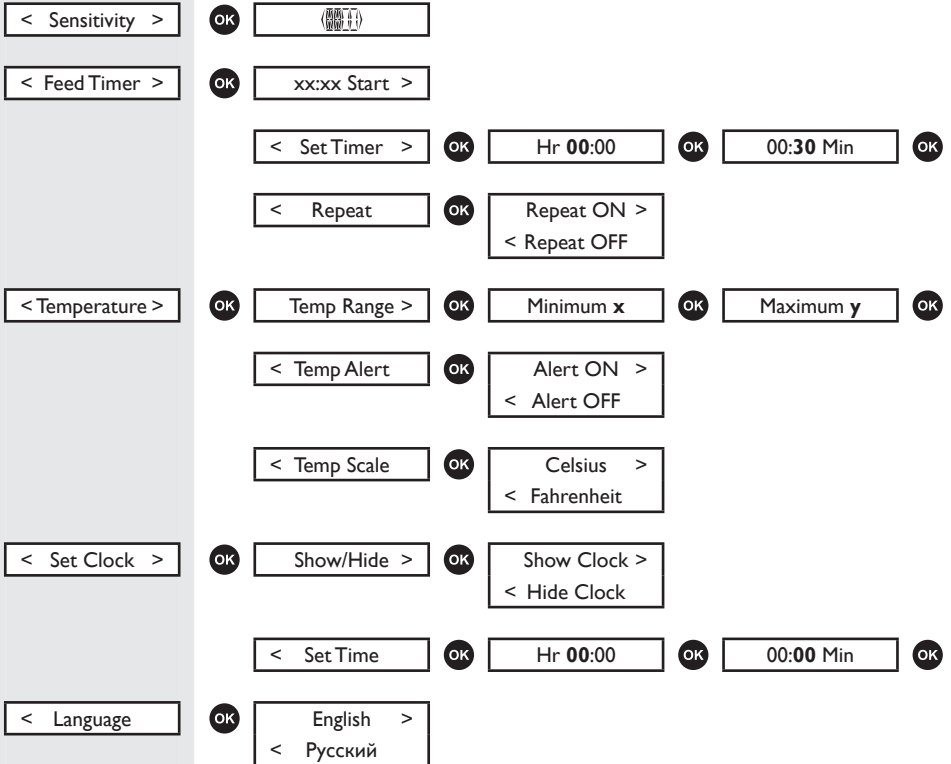 < Sensitivity > OK
< Feed Timer > OK xx:xx Start >
< Set Timer > OK Hr 00:00 OK 00:30 Min OK
< Repeat OK Repeat ON >
< Repeat OFF
< Temperature > OK Temp Range > OK Minimum x OK Maximum y OK
< Temp Alert OK Alert ON >
< Alert OFF
< Temp Scale OK Celsius >
< Fahrenheit
< Set Clock > OK Show/Hide > OK Show Clock >
< Hide Clock
< Set Time OK Hr 00:00 OK 00:00 Min OK
< Language OK English >
< Русский